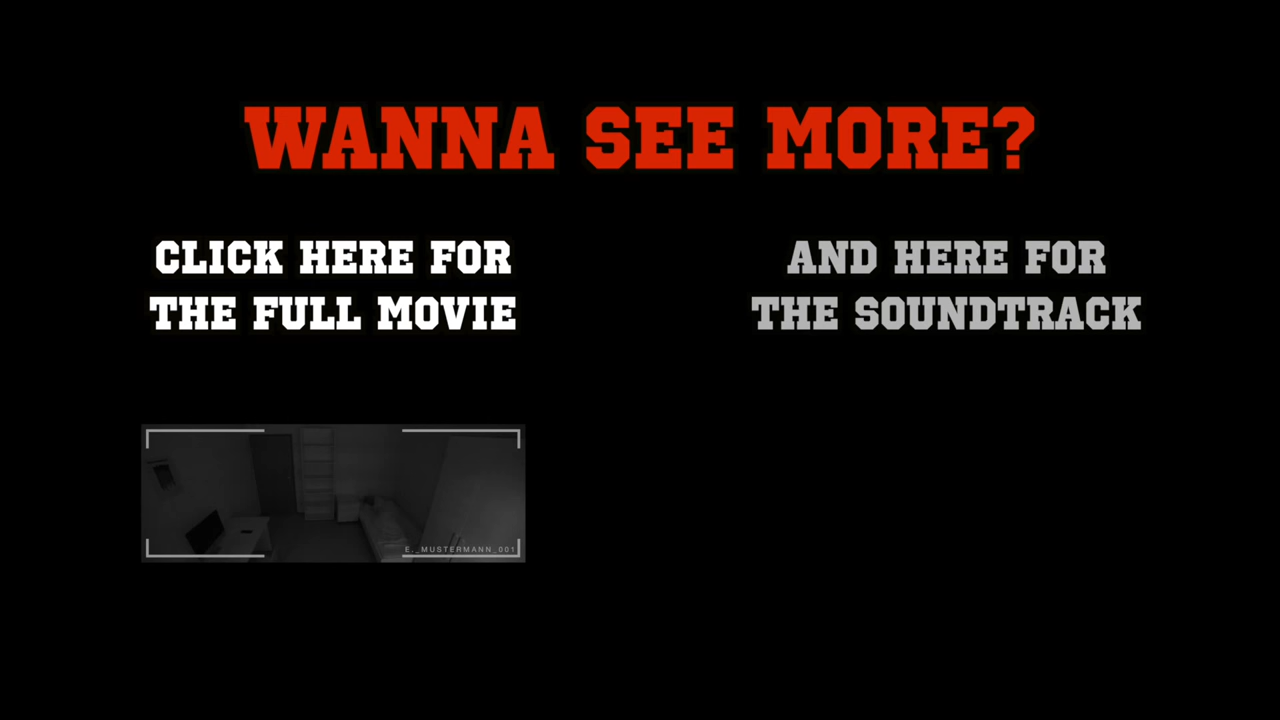 WANNA SEE MORE?
CLICK HERE FOR
THE FULL MOVIE
AND HERE FOR
THE SOUNDTRACK
E._MUSTERMANN_001